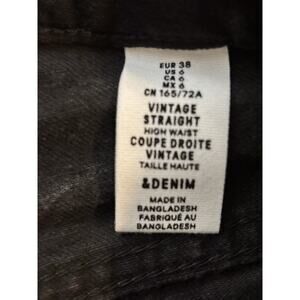 EUR 38
US 6
CA 6
MX 6
CN 165/72A
VINTAGE
STRAIGHT
HIGH WAIST
COUPE DROITE
VINTAGE
TAILLE HAUTE
&DENIM
MADE IN
BANGLADESH
FABRIQUÉ AU
BANGLADESH